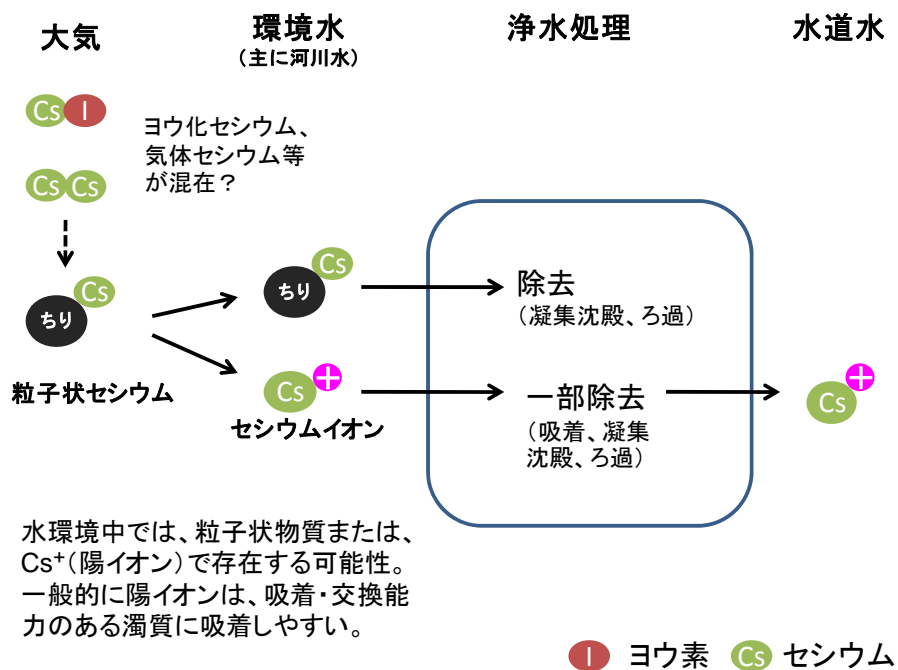 大気
環境水
（主に河川水）
浄水処理
水道水
Cs I
ヨウ化セシウム、
気体セシウム等
が混在？
Cs Cs
Cs
ちり
粒子状セシウム
Cs
ちり
除去
（凝集沈殿、ろ過）
Cs +
セシウムイオン
一部除去
（吸着、凝集
沈殿、ろ過）
Cs +
水環境中では、粒子状物質または、
Cs⁺（陽イオン）で存在する可能性。
一般的に陽イオンは、吸着・交換能
力のある濁質に吸着しやすい。
I ヨウ素 Cs セシウム